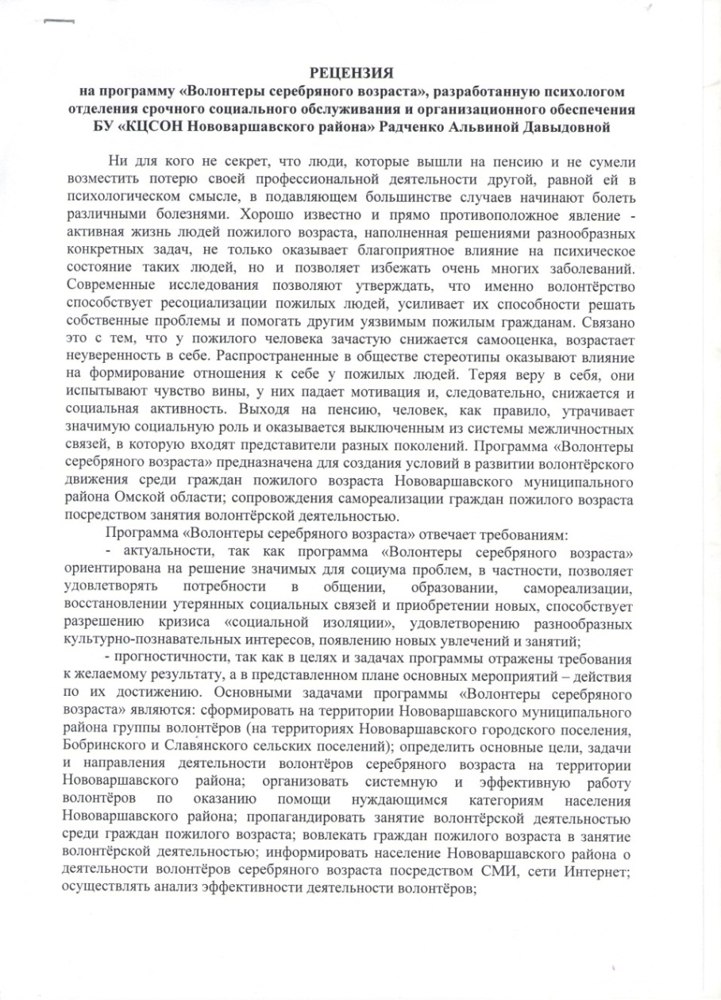 РЕЦЕНЗИЯ
на программу «Волонтеры серебряного возраста», разработанную психологом
отделения срочного социального обслуживания и организационного обеспечения
БУ «КЦСОН Нововаршавского района» Радченко Альвиной Давыдовной
Ни для кого не секрет, что люди, которые вышли на пенсию и не сумели
возместить потерю своей профессиональной деятельности другой, равной ей в
психологическом смысле, в подавляющем большинстве случаев начинают болеть
различными болезнями. Хорошо известно и прямо противоположное явление -
активная жизнь людей пожилого возраста, наполненная решениями разнообразных
конкретных задач, не только оказывает благоприятное влияние на психическое
состояние таких людей, но и позволяет избежать очень многих заболеваний.
Современные исследования позволяют утверждать, что именно волонтёрство
способствует ресоциализации пожилых людей, усиливает их способности решать
собственные проблемы и помогать другим уязвимым пожилым гражданам. Связано
это с тем, что у пожилого человека зачастую снижается самооценка, возрастает
неуверенность в себе. Распространенные в обществе стереотипы оказывают влияние
на формирование отношения к себе у пожилых людей. Теряя веру в себя, они
испытывают чувство вины, у них падает мотивация и, следовательно, снижается и
социальная активность. Выходя на пенсию, человек, как правило, утрачивает
значимую социальную роль и оказывается выключенным из системы межличностных
связей, в которую входят представители разных поколений. Программа «Волонтеры
серебряного возраста» предназначена для создания условий в развитии волонтёрского
движения среди граждан пожилого возраста Нововаршавского муниципального
района Омской области; сопровождения самореализации граждан пожилого возраста
посредством занятия волонтёрской деятельностью.
Программа «Волонтеры серебряного возраста» отвечает требованиям:
- актуальности, так как программа «Волонтеры серебряного возраста»
ориентирована на решение значимых для социума проблем, в частности, позволяет
удовлетворять потребности в общении, образовании, самореализации,
восстановлении утерянных социальных связей и приобретении новых, способствует
разрешению кризиса «социальной изоляции», удовлетворению разнообразных
культурно-познавательных интересов, появлению новых увлечений и занятий;
- прогностичности, так как в целях и задачах программы отражены требования
к желаемому результату, а в представленном плане основных мероприятий – действия
по их достижению. Основными задачами программы «Волонтеры серебряного
возраста» являются: сформировать на территории Нововаршавского муниципального
района группы волонтёров (на территориях Нововаршавского городского поселения,
Бобринского и Славянского сельских поселений); определить основные цели, задачи
и направления деятельности волонтёров серебряного возраста на территории
Нововаршавского района; организовать системную и эффективную работу
волонтёров по оказанию помощи нуждающимся категориям населения
Нововаршавского района; пропагандировать занятие волонтёрской деятельностью
среди граждан пожилого возраста; вовлекать граждан пожилого возраста в занятие
волонтёрской деятельностью; информировать население Нововаршавского района о
деятельности волонтёров серебряного возраста посредством СМИ, сети Интернет;
осуществлять анализ эффективности деятельности волонтёров;